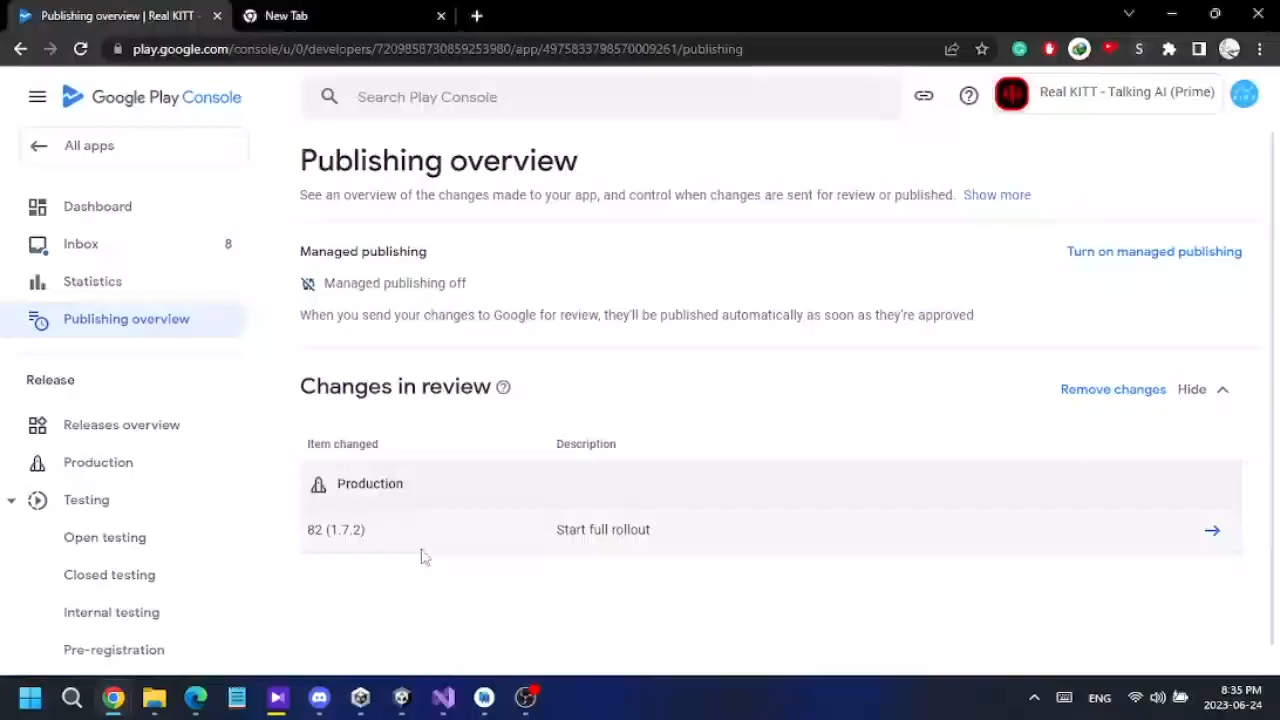 Publishing overview | Real KITT -
New Tab
play.google.com/console/u/0/developers/7209858730859253980/app/4975833798570009261/publishing
S
Google Play Console
Search Play Console
Real KITT - Talking AI (Prime)
All apps
Dashboard
Inbox 8
Statistics
Publishing overview
Release
Releases overview
Production
Testing
Open testing
Closed testing
Internal testing
Pre-registration
Publishing overview
See an overview of the changes made to your app, and control when changes are sent for review or published. Show more
Managed publishing
Turn on managed publishing
Managed publishing off
When you send your changes to Google for review, they'll be published automatically as soon as they're approved
Changes in review
Remove changes Hide
Item changed Description
Production
82 (1.7.2) Start full rollout
ENG
8:35 PM
2023-06-24